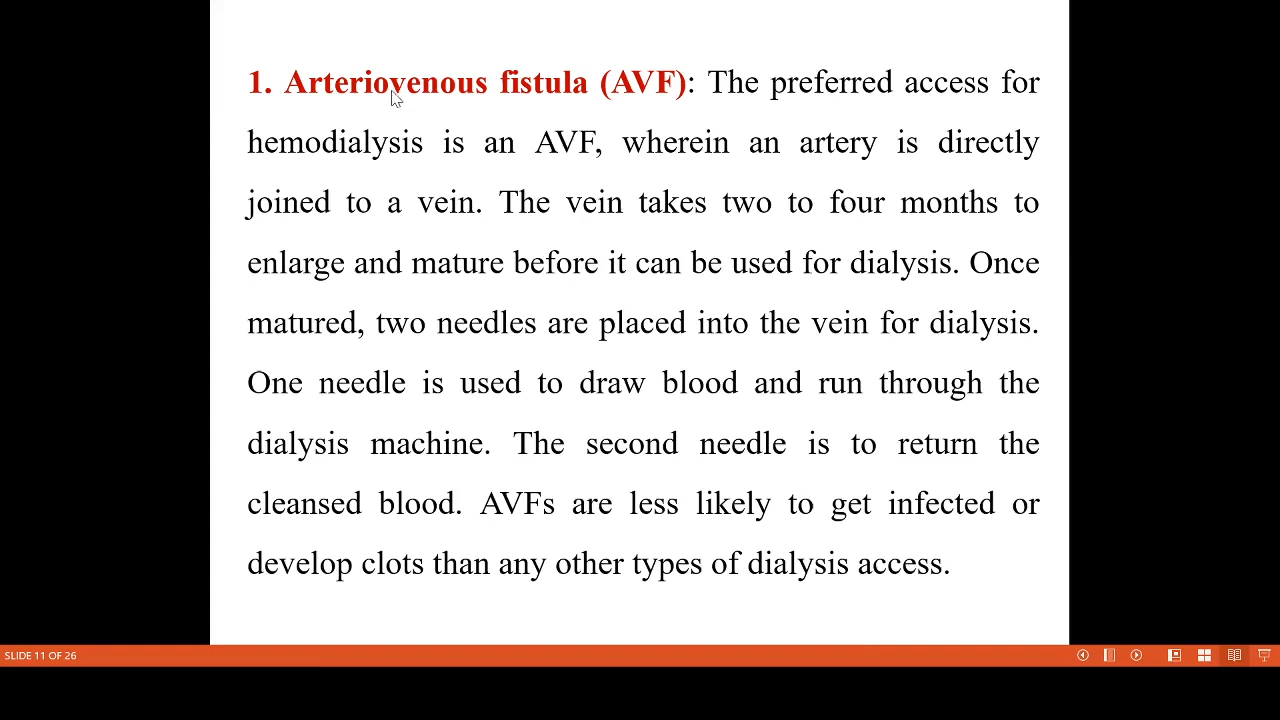 1. Arteriovenous fistula (AVF): The preferred access for
hemodialysis is an AVF, wherein an artery is directly
joined to a vein. The vein takes two to four months to
enlarge and mature before it can be used for dialysis. Once
matured, two needles are placed into the vein for dialysis.
One needle is used to draw blood and run through the
dialysis machine. The second needle is to return the
cleansed blood. AVFs are less likely to get infected or
develop clots than any other types of dialysis access.
SLIDE 11 OF 26